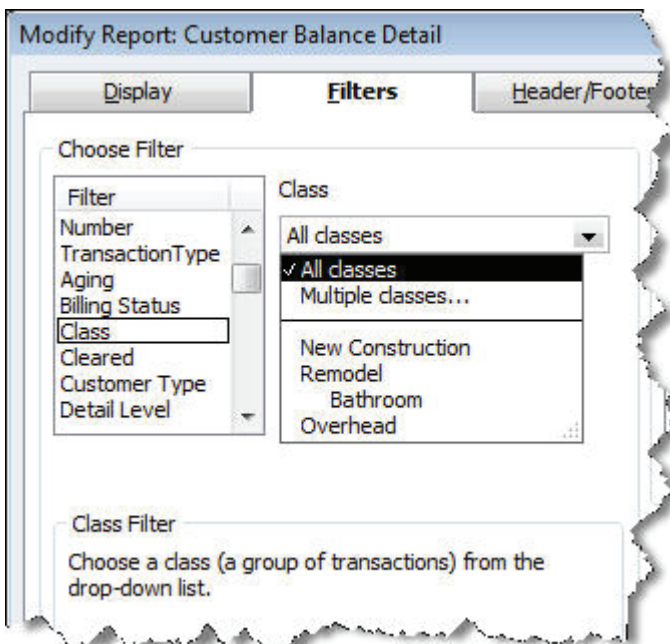 Modify Report: Customer Balance Detail
Display Filters Header/Footer
Choose Filter
Filter
Number
TransactionType
Aging
Billing Status
Class
Cleared
Customer Type
Detail Level
Class
All classes
✓ All classes
Multiple classes...
New Construction
Remodel
Bathroom
Overhead
Class Filter
Choose a class (a group of transactions) from the
drop-down list.